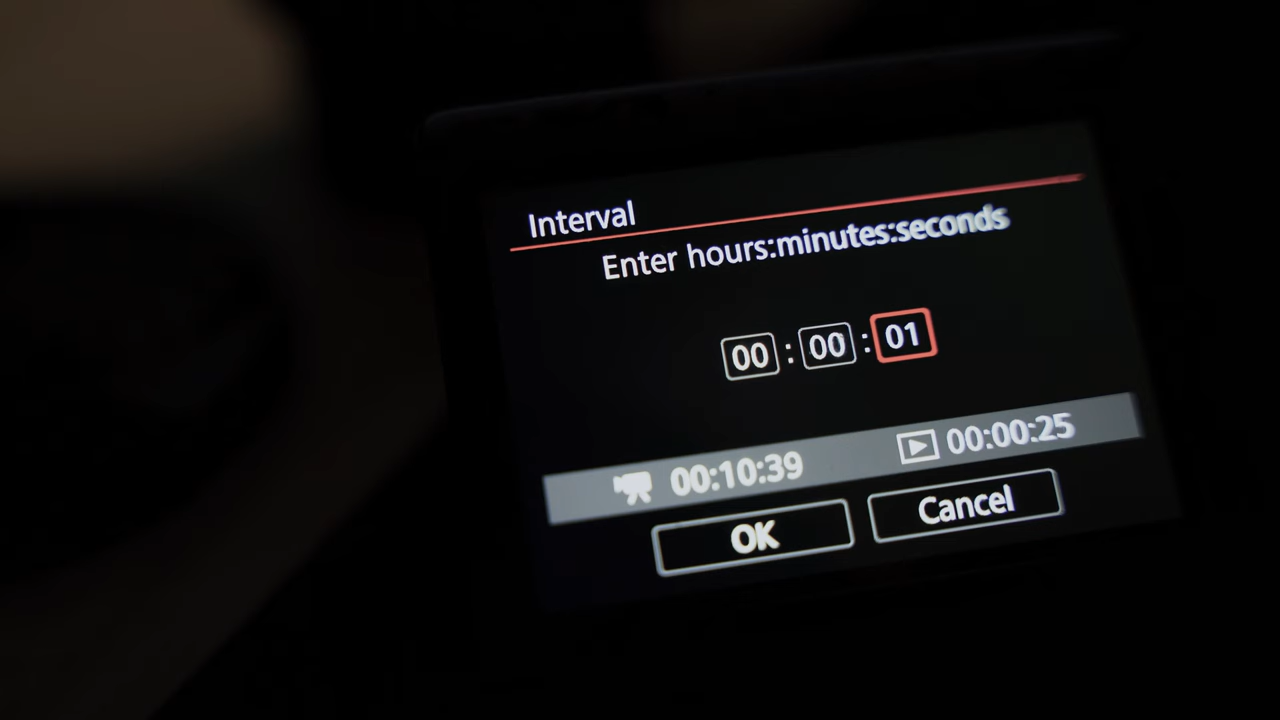 Interval
Enter hours:minutes:seconds
00 : 00 : 01
00:10:39 00:00:25
OK Cancel